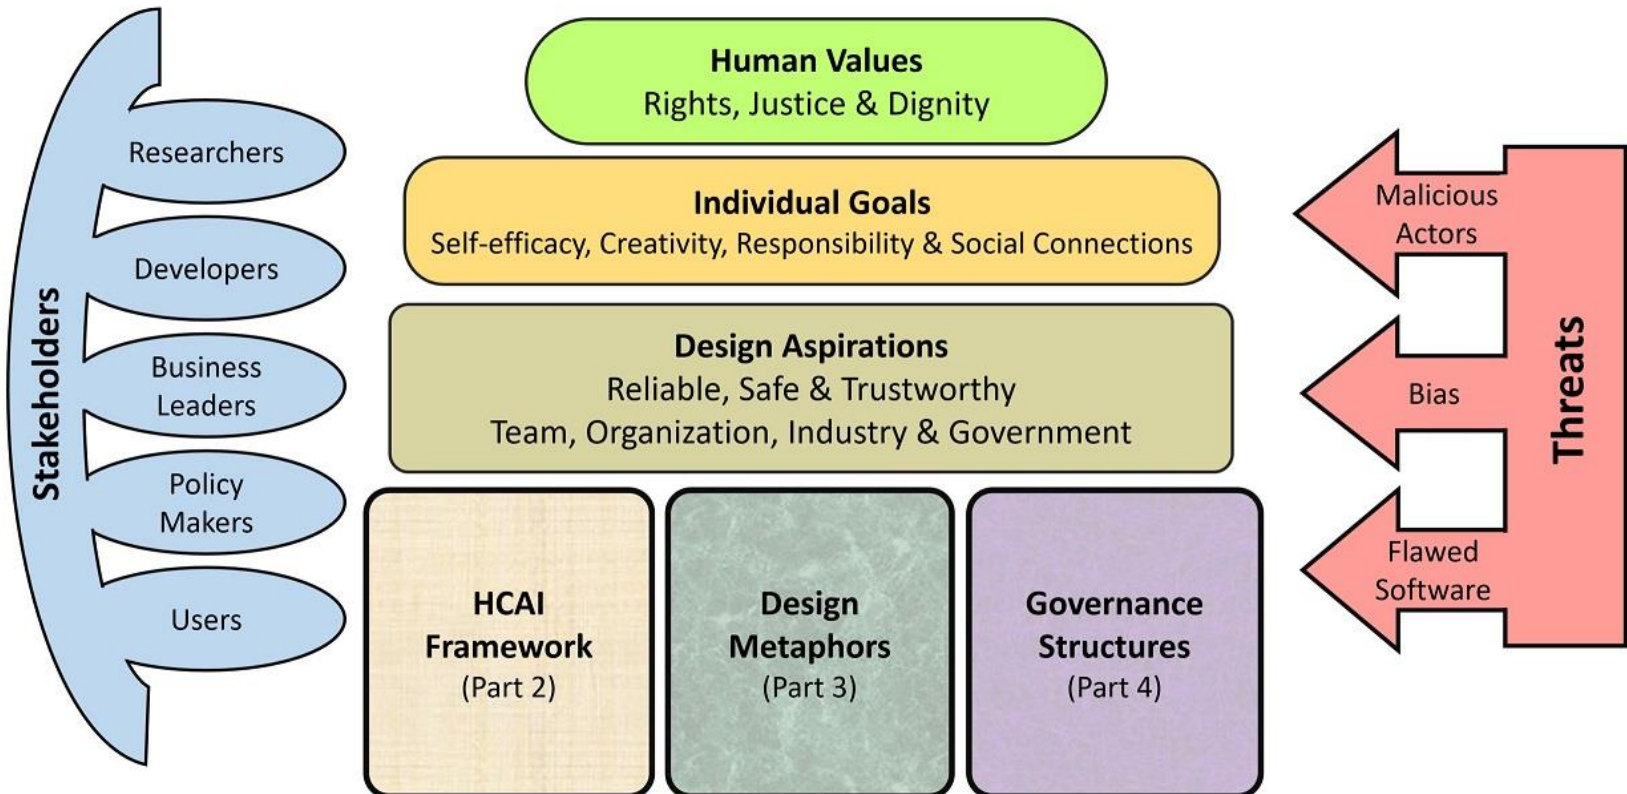 Stakeholders
Researchers
Developers
Business
Leaders
Policy
Makers
Users
Human Values
Rights, Justice & Dignity
Individual Goals
Self-efficacy, Creativity, Responsibility & Social Connections
Design Aspirations
Reliable, Safe & Trustworthy
Team, Organization, Industry & Government
HCAI
Framework
(Part 2)
Design
Metaphors
(Part 3)
Governance
Structures
(Part 4)
Malicious
Actors
Bias
Flawed
Software
Threats